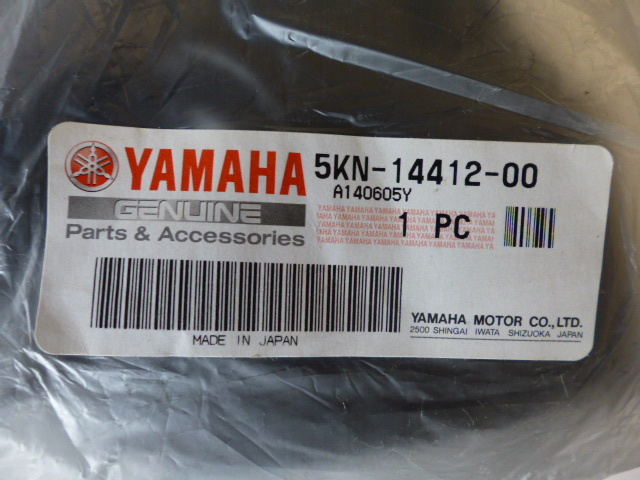 YAMAHA 5KN-14412-00
GENUINE A140605Y
Parts & Accessories 1 PC
YAMAHA MOTOR CO., LTD.
2500 SHINGAI IWATA SHIZUOKA JAPAN
MADE IN JAPAN